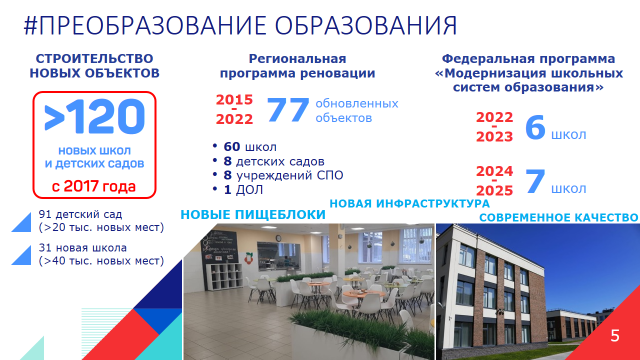 #ПРЕОБРАЗОВАНИЕ ОБРАЗОВАНИЯ
СТРОИТЕЛЬСТВО
НОВЫХ ОБЪЕКТОВ
>120
новых школ
и детских садов
с 2017 года
91 детский сад
(>20 тыс. новых мест)
31 новая школа
(>40 тыс. новых мест)
Региональная
программа реновации
2015
-
2022
77 обновленных
объектов
• 60 школ
• 8 детских садов
• 8 учреждений СПО
• 1 ДОЛ
Федеральная программа
«Модернизация школьных
систем образования»
2022
-
2023
6 школ
2024
-
2025
7 школ
НОВАЯ ИНФРАСТРУКТУРА
НОВЫЕ ПИЩЕБЛОКИ
СОВРЕМЕННОЕ КАЧЕСТВО
5